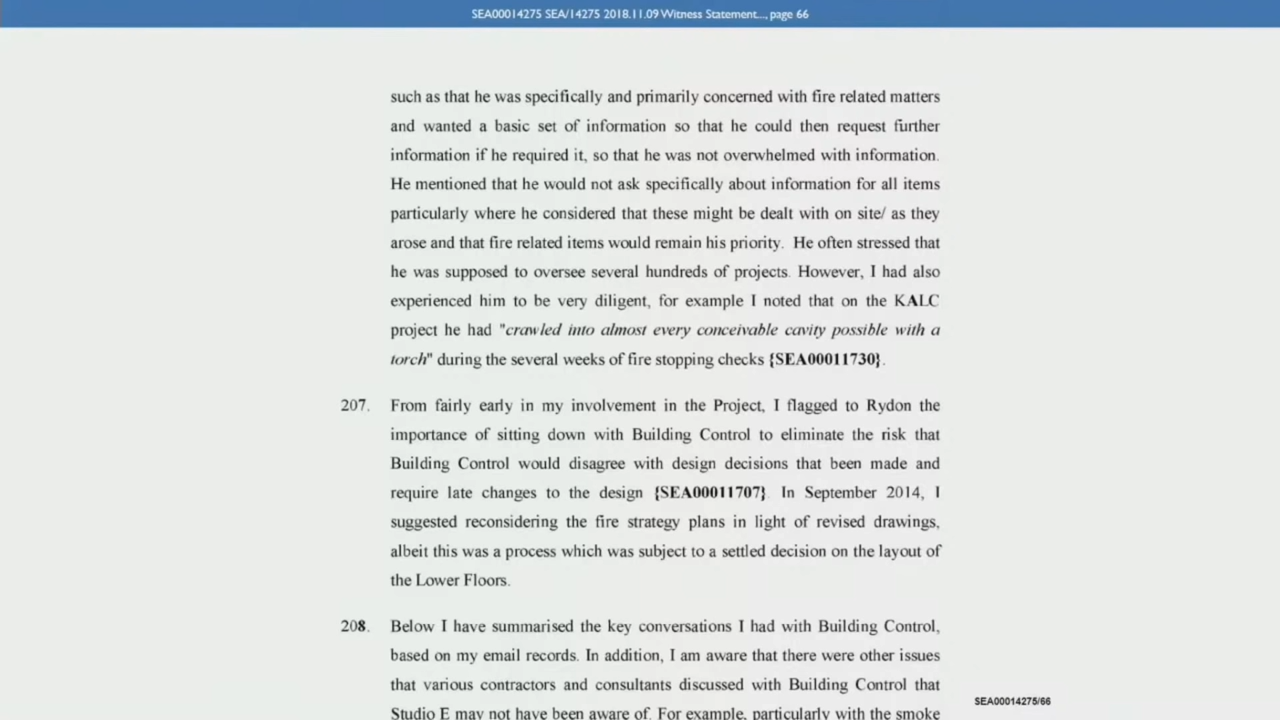 SEA00014275 SEA/14275 2018.11.09 Witness Statement..., page 66
such as that he was specifically and primarily concerned with fire related matters
and wanted a basic set of information so that he could then request further
information if he required it, so that he was not overwhelmed with information.
He mentioned that he would not ask specifically about information for all items
particularly where he considered that these might be dealt with on site/ as they
arose and that fire related items would remain his priority. He often stressed that
he was supposed to oversee several hundreds of projects. However, I had also
experienced him to be very diligent, for example I noted that on the KALC
project he had "crawled into almost every conceivable cavity possible with a
torch" during the several weeks of fire stopping checks {SEA00011730}.
207. From fairly early in my involvement in the Project, I flagged to Rydon the
importance of sitting down with Building Control to eliminate the risk that
Building Control would disagree with design decisions that been made and
require late changes to the design {SEA00011707}. In September 2014, I
suggested reconsidering the fire strategy plans in light of revised drawings,
albeit this was a process which was subject to a settled decision on the layout of
the Lower Floors.
208. Below I have summarised the key conversations I had with Building Control,
based on my email records. In addition, I am aware that there were other issues
that various contractors and consultants discussed with Building Control that
SEA00014275/66
Studio E may not have been aware of. For example, particularly with the smoke